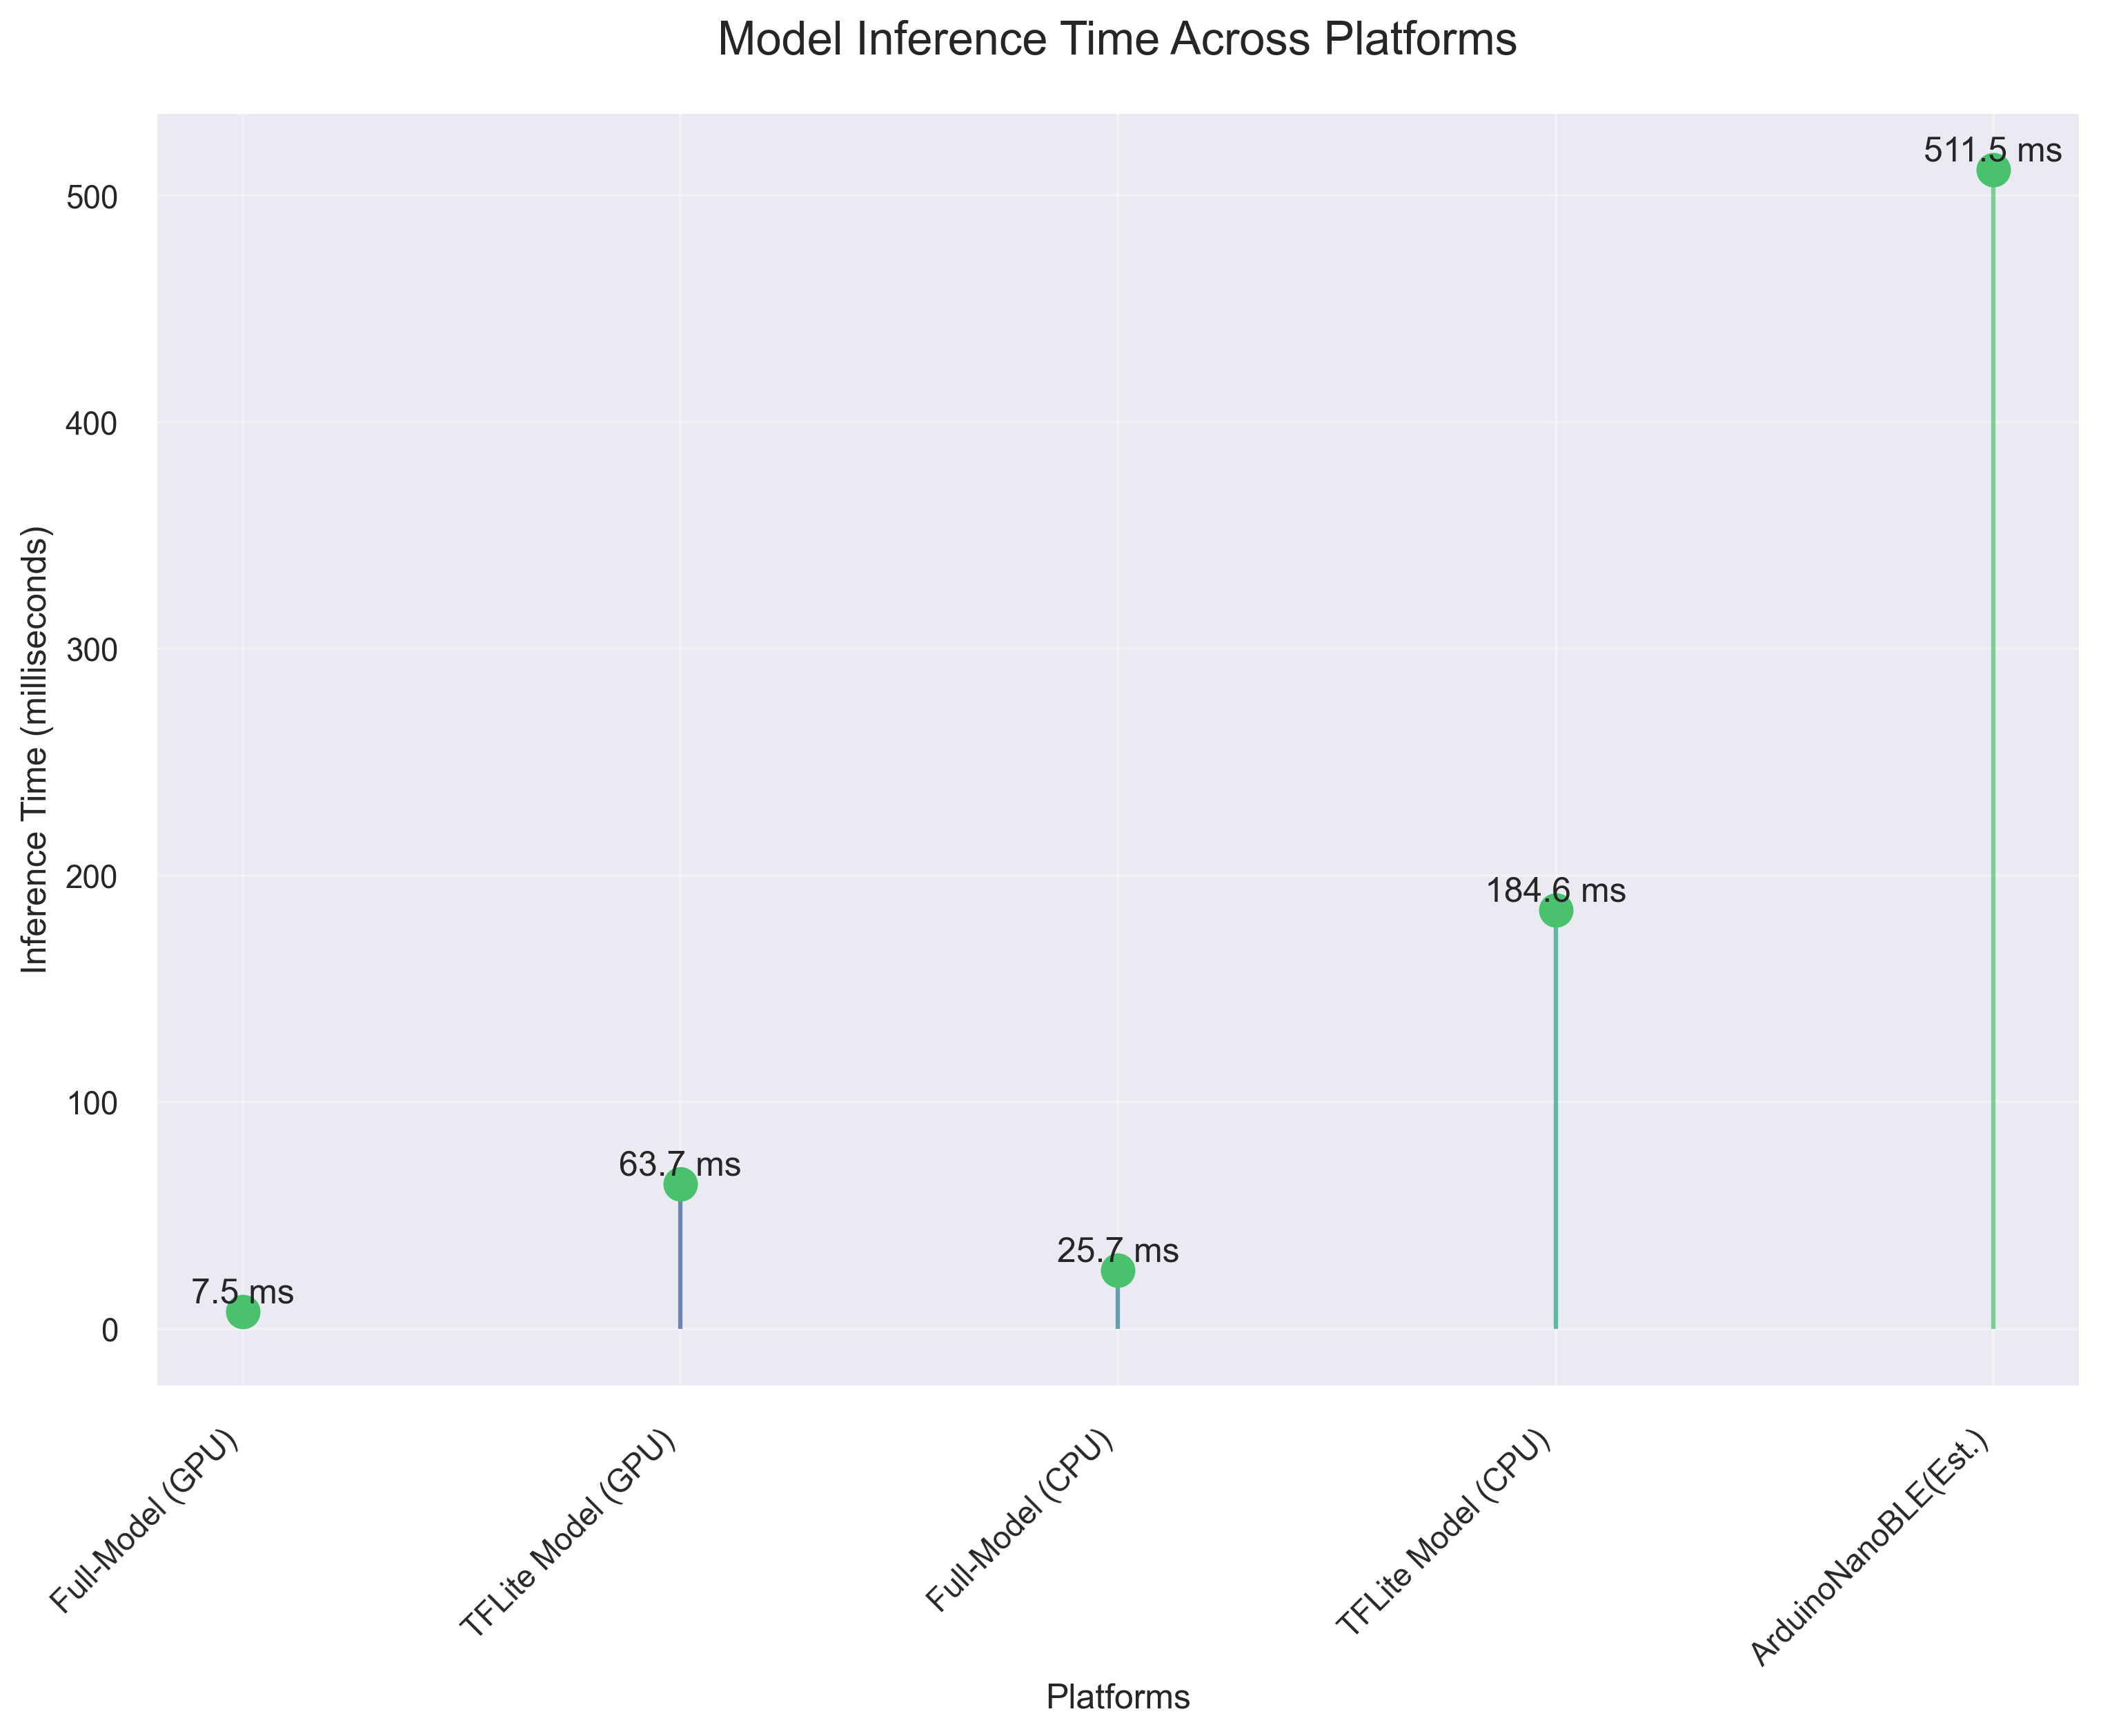 Model Inference Time Across Platforms
Inference Time (milliseconds)
500
400
300
200
100
0
7.5 ms
63.7 ms
25.7 ms
184.6 ms
511.5 ms
Full-Model (GPU)
TFLite Model (GPU)
Full-Model (CPU)
TFLite Model (CPU)
ArduinoNanoBLE(Est.)
Platforms